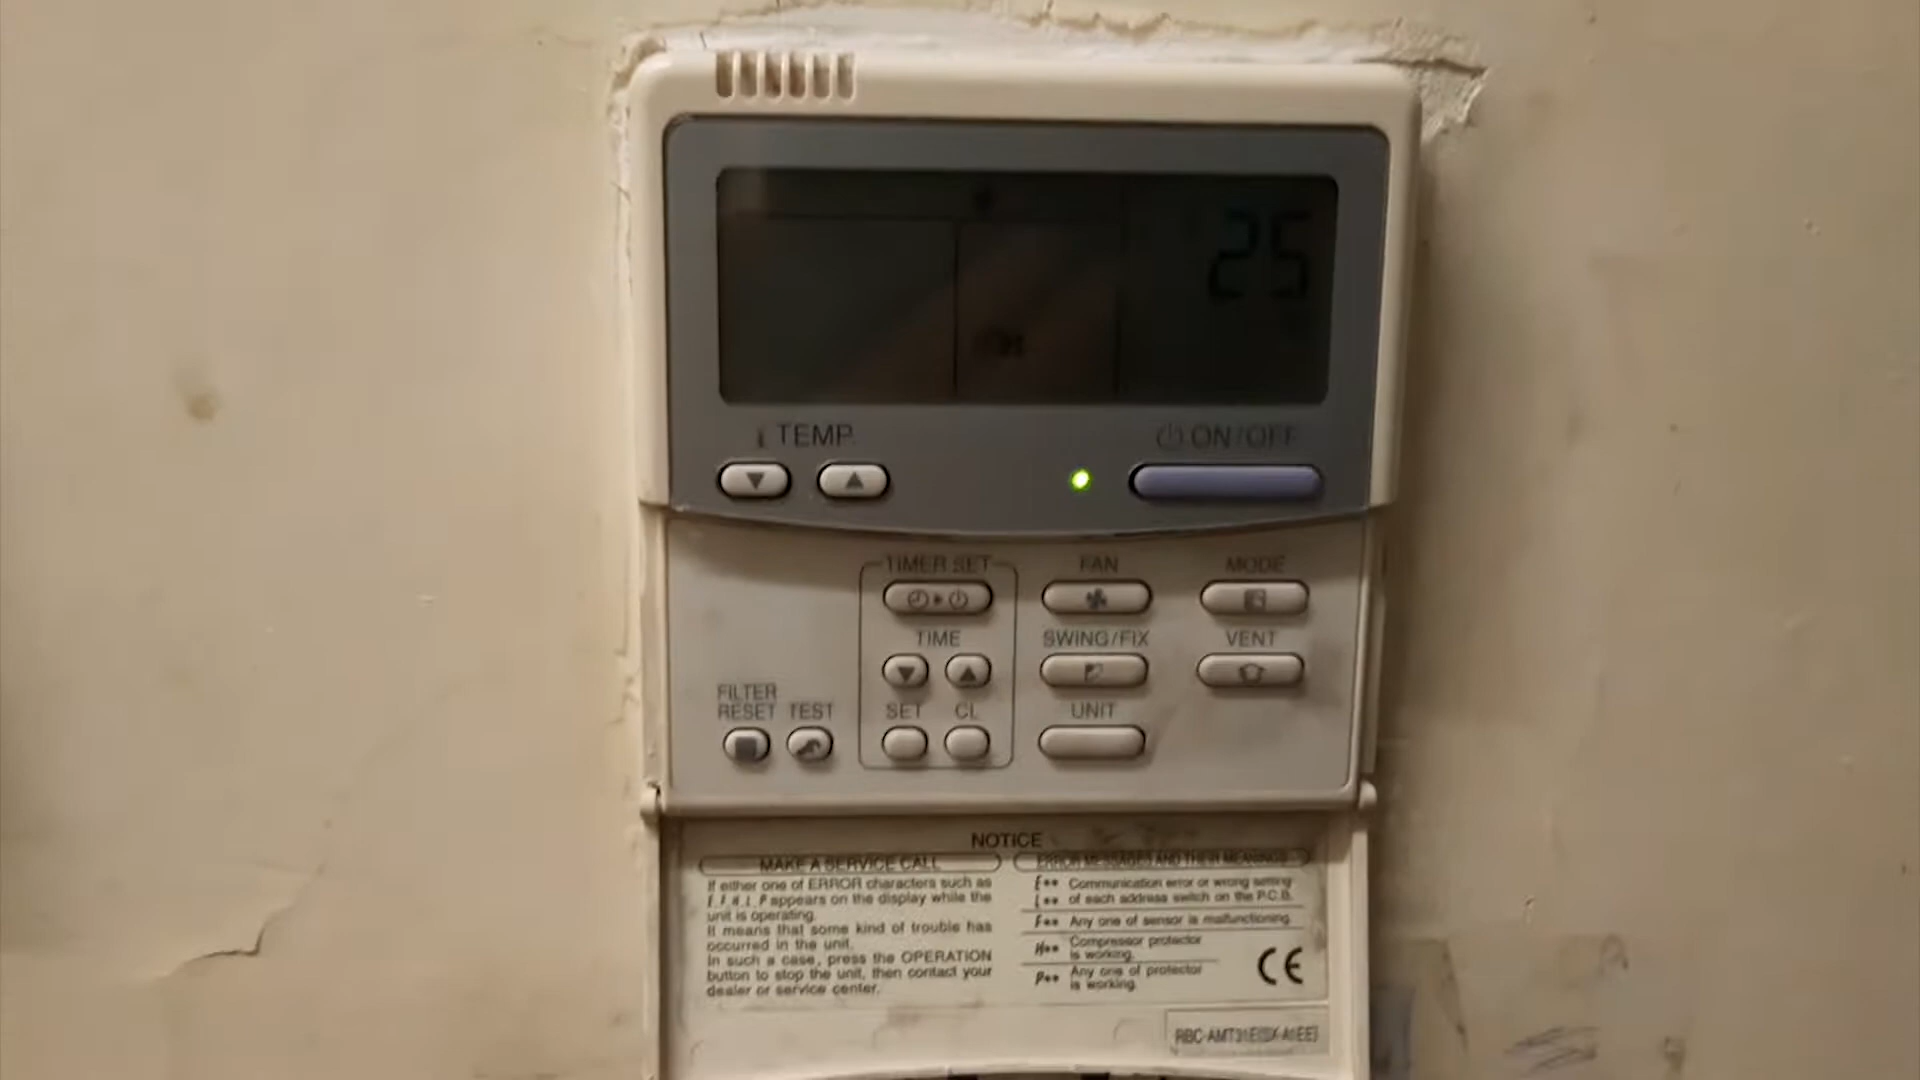 25
TEMP.
ON/OFF
TIMER SET
FAN
MODE
TIME
SWING/FIX
VENT
FILTER
RESET
TEST
SET
CL
UNIT
NOTICE
MAKE A SERVICE CALL
If either one of ERROR characters such as
E.F.H.L.P appears on the display while the
unit is operating.
It means that some kind of trouble has
occurred in the unit.
In such a case, press the OPERATION
button to stop the unit, then contact your
dealer or service center.
ERROR MESSAGES AND THEIR MEANINGS
E** Communication error or wrong setting
L** of each address switch on the P.C.B.
F** Any one of sensor is malfunctioning.
H** Compressor protector
is working.
P** Any one of protector
is working.
CE